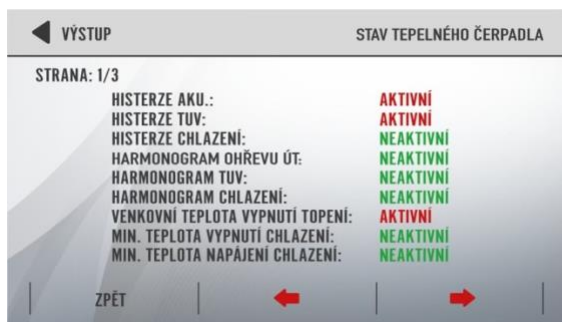 VÝSTUP STAV TEPELNÉHO ČERPADLA
STRANA: 1/3
HISTERZE AKU.: AKTIVNÍ
HISTERZE TUV: AKTIVNÍ
HISTERZE CHLAZENÍ: NEAKTIVNÍ
HARMONOGRAM OHŘEVU ÚT: NEAKTIVNÍ
HARMONOGRAM TUV: NEAKTIVNÍ
HARMONOGRAM CHLAZENÍ: NEAKTIVNÍ
VENKOVNÍ TEPLOTA VYPNUTÍ TOPENÍ: AKTIVNÍ
MIN. TEPLOTA VYPNUTÍ CHLAZENÍ: NEAKTIVNÍ
MIN. TEPLOTA NAPÁJENÍ CHLAZENÍ: NEAKTIVNÍ
ZPĚT